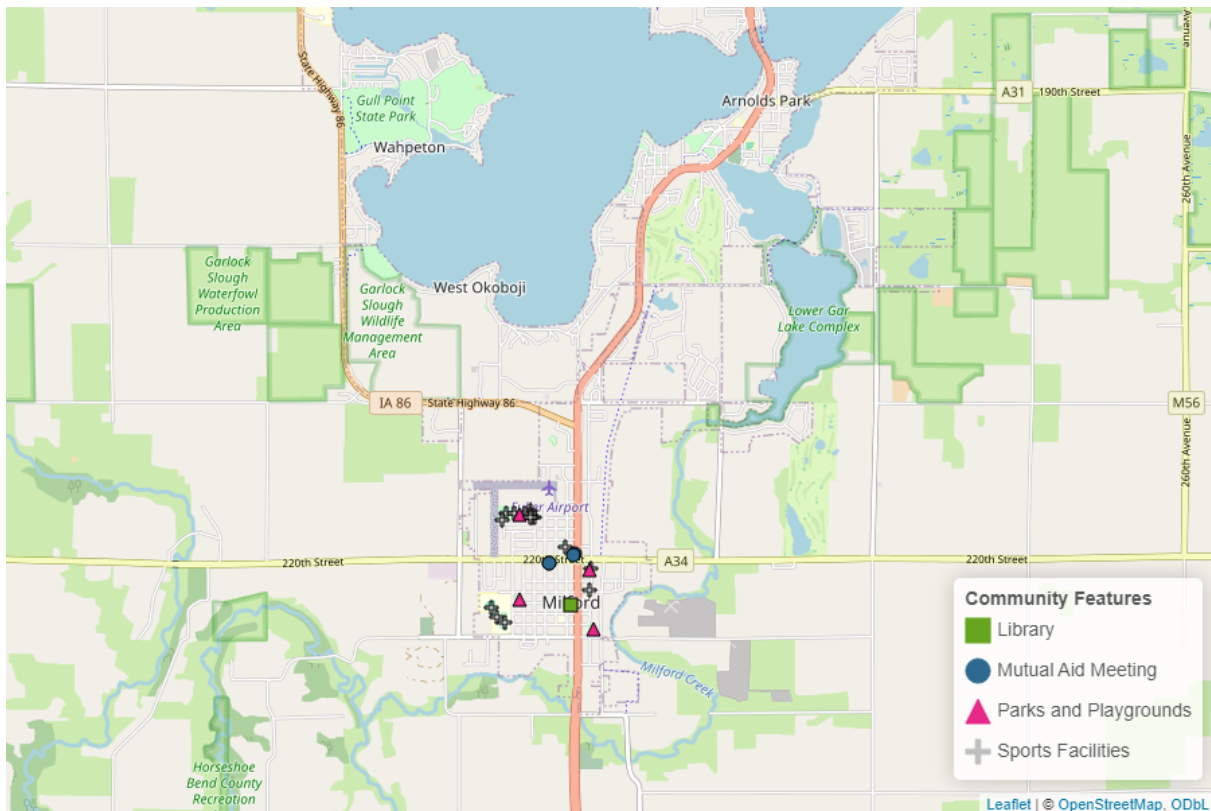 State Highway 86
Gull Point
State Park
Wahpeton
Arnolds Park
A31
190th Street
260th Avenue
Avenue
Garlock
Slough
Waterfowl
Production
Area
Garlock
Slough
Wildlife
Management
Area
West Okoboji
Lower Gar
Lake Complex
IA 86
State Highway 86
M56
260th Avenue
Airport
220th Street
220th Street
A34
220th Street
Milford
Milford Creek
Horseshoe
Bend County
Recreation
Community Features
Library
Mutual Aid Meeting
Parks and Playgrounds
Sports Facilities
Leaflet | © OpenStreetMap, ODbL